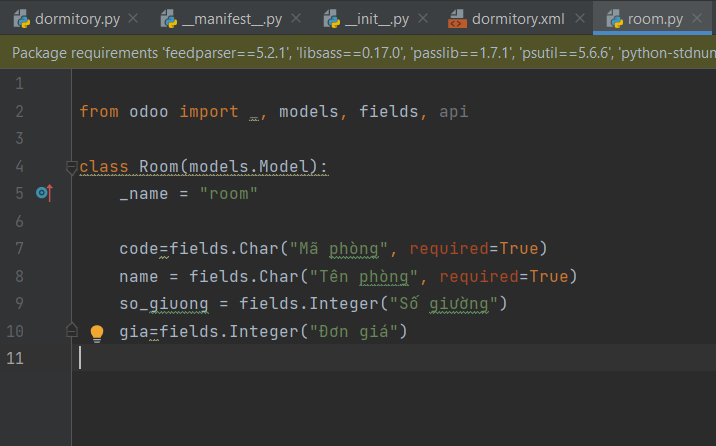 dormitory.py __manifest__.py __init__.py dormitory.xml room.py
Package requirements 'feedparser==5.2.1', 'libsass==0.17.0', 'passlib==1.7.1', 'psutil==5.6.6', 'python-stdnun
1
2 from odoo import _, models, fields, api
3
4 class Room(models.Model):
5 _name = "room"
6
7 code=fields.Char("Mã phòng", required=True)
8 name = fields.Char("Tên phòng", required=True)
9 so_giuong = fields.Integer("Số giường")
10 gia=fields.Integer("Đơn giá")
11